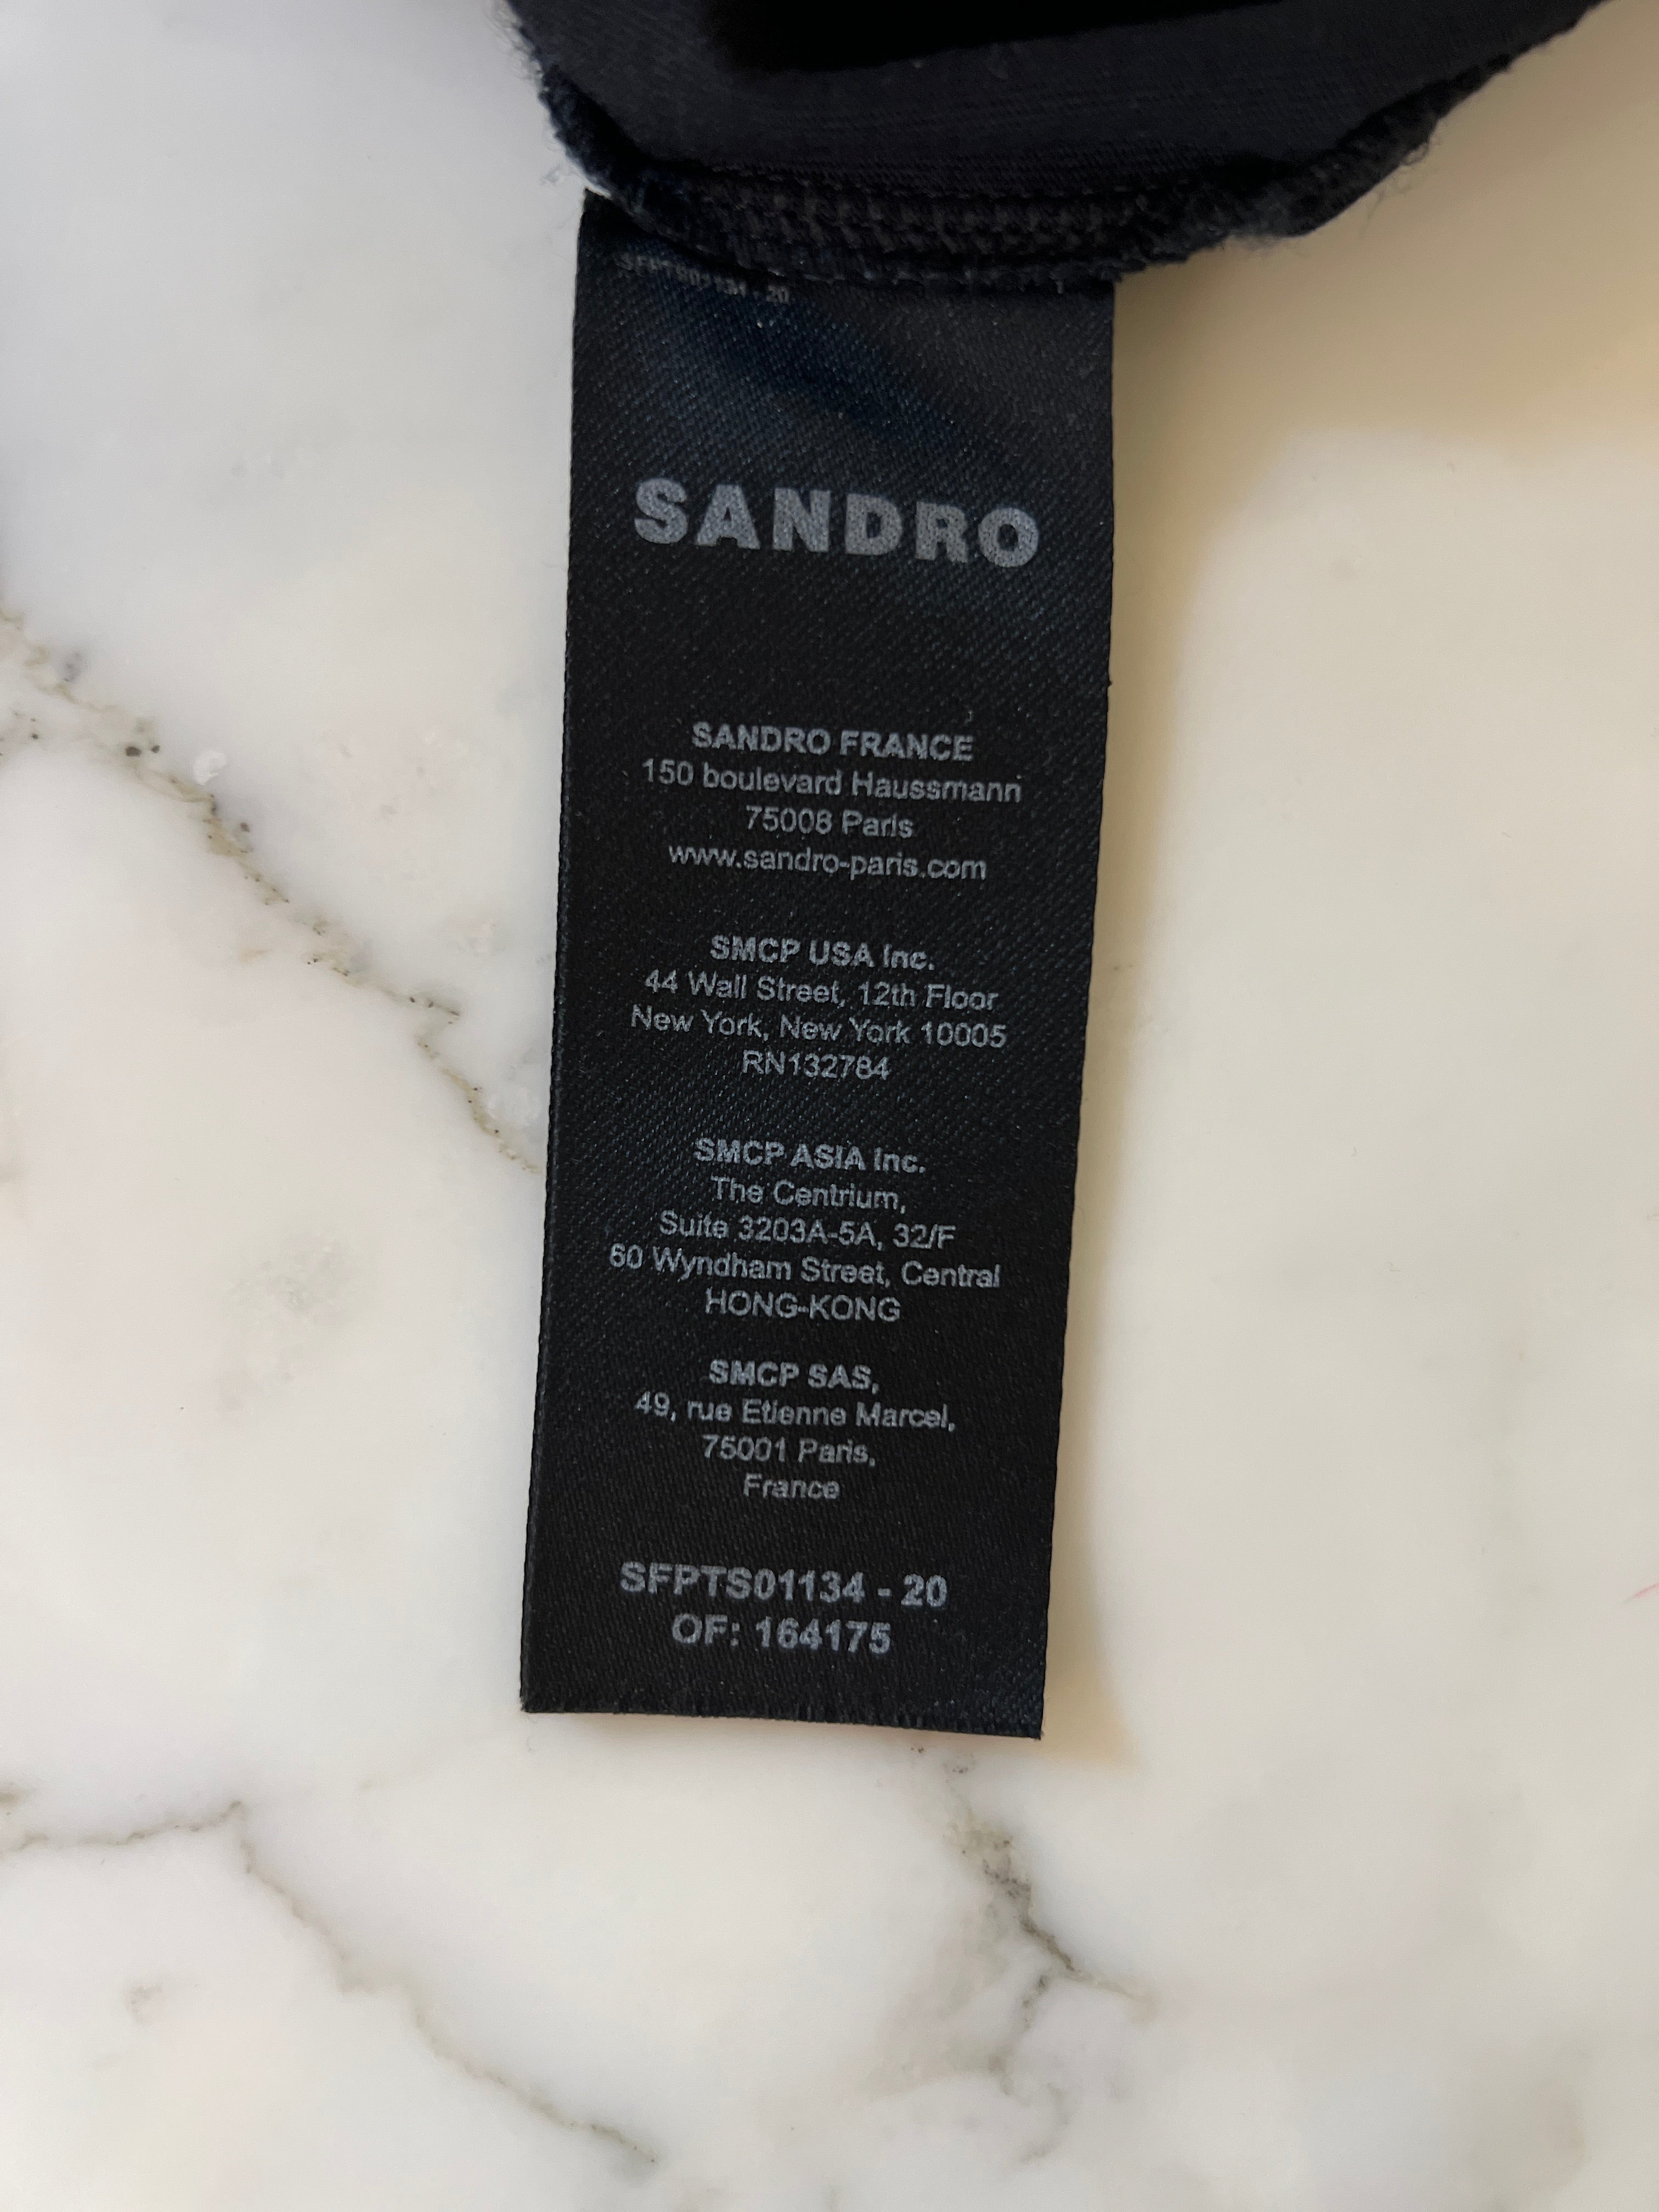 SFPTS01134 - 20
SANDRO
SANDRO FRANCE
150 boulevard Haussmann
75008 Paris
www.sandro-paris.com
SMCP USA Inc.
44 Wall Street, 12th Floor
New York, New York 10005
RN132784
SMCP ASIA Inc.
The Centrium,
Suite 3203A-5A, 32/F
60 Wyndham Street, Central
HONG-KONG
SMCP SAS,
49, rue Etienne Marcel,
75001 Paris,
France
SFPTS01134 - 20
OF: 164175